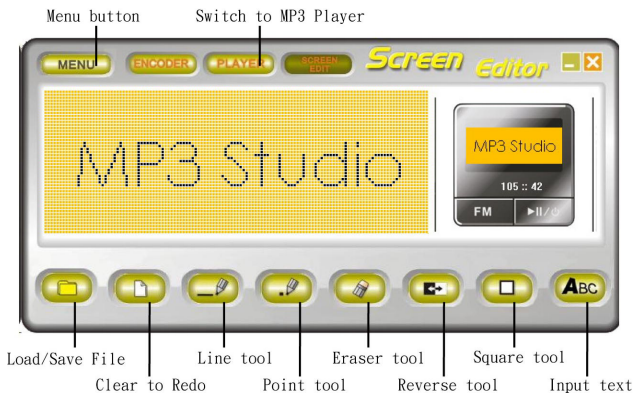 Menu button
Switch to MP3 Player
MENU
ENCODER
PLAYER
SCREEN
EDIT
Screen
Editor
MP3 Studio
MP3 Studio
105 :: 42
FM
ABC
Load/Save File
Line tool
Eraser tool
Square tool
Clear to Redo
Point tool
Reverse tool
Input text